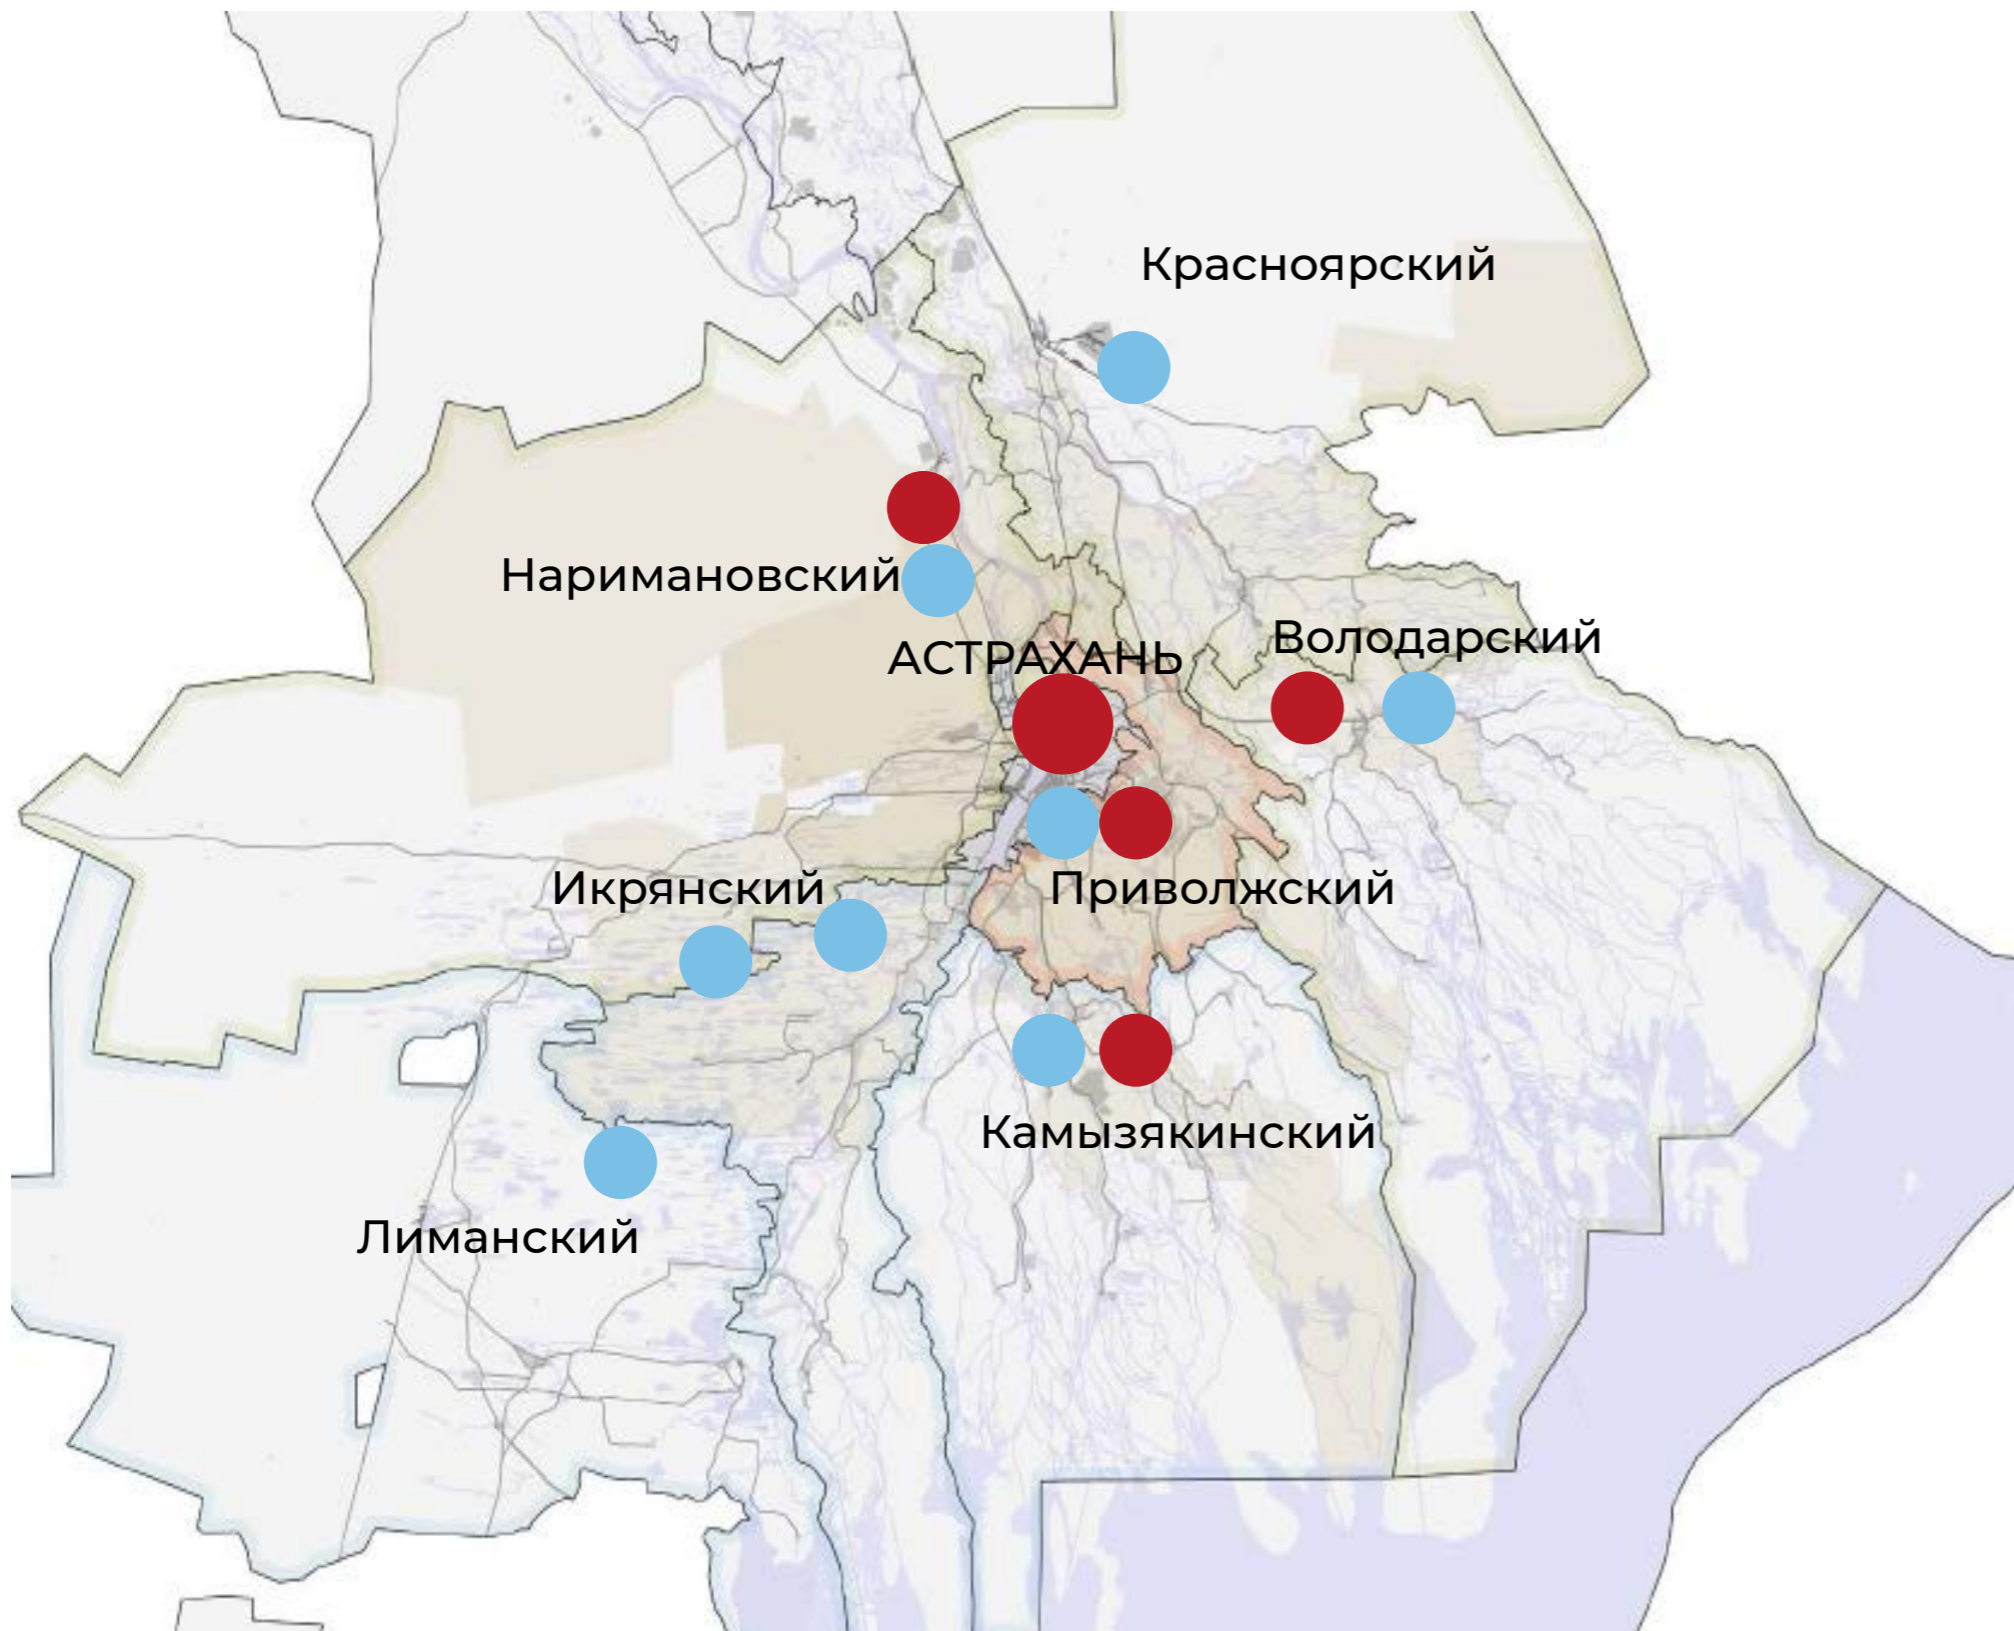 Красноярский
Наримановский
АСТРАХАНЬ
Володарский
Икрянский
Приволжский
Камызякинский
Лиманский